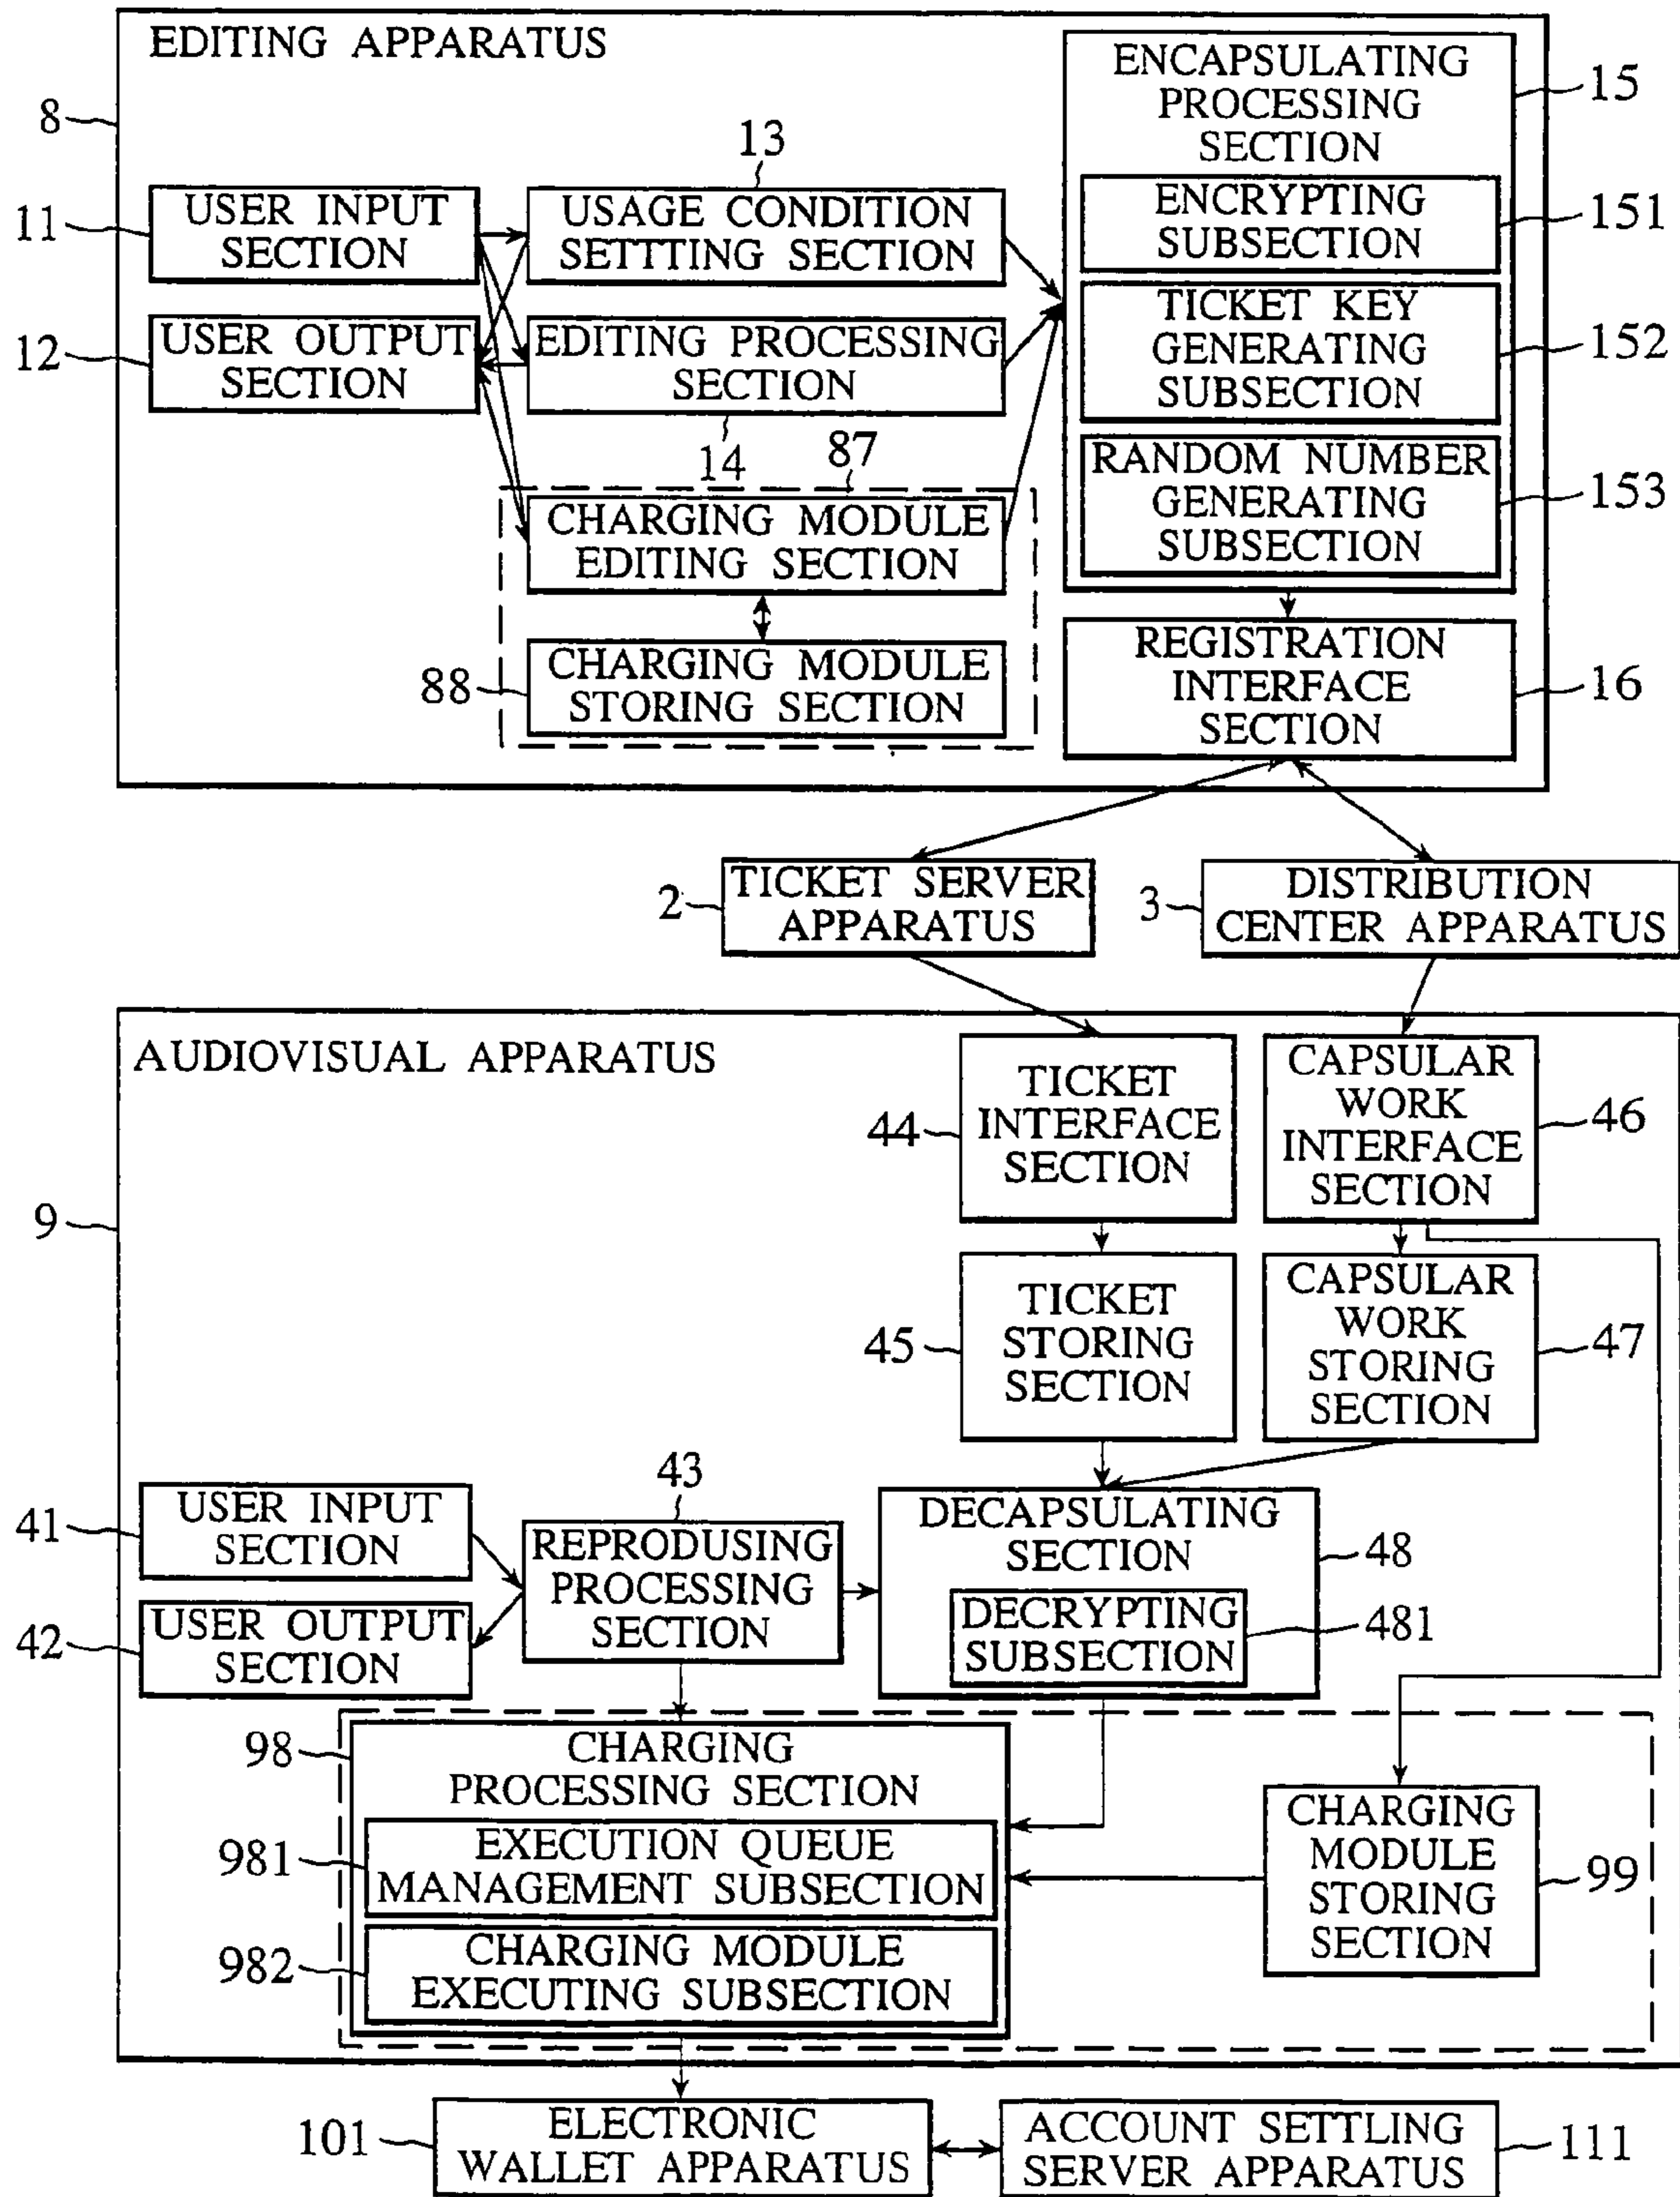 EDITING APPARATUS
8
ENCAPSULATING
PROCESSING
SECTION
15
13
11
USER INPUT
SECTION
USAGE CONDITION
SETTTING SECTION
ENCRYPTING
SUBSECTION
151
12
USER OUTPUT
SECTION
EDITING PROCESSING
SECTION
14
TICKET KEY
GENERATING
SUBSECTION
152
87
CHARGING MODULE
EDITING SECTION
RANDOM NUMBER
GENERATING
SUBSECTION
153
88
CHARGING MODULE
STORING SECTION
REGISTRATION
INTERFACE
SECTION
16
2
TICKET SERVER
APPARATUS
3
DISTRIBUTION
CENTER APPARATUS
AUDIOVISUAL APPARATUS
9
44
TICKET
INTERFACE
SECTION
CAPSULAR
WORK
INTERFACE
SECTION
46
45
TICKET
STORING
SECTION
CAPSULAR
WORK
STORING
SECTION
47
41
USER INPUT
SECTION
42
USER OUTPUT
SECTION
43
REPRODUSING
PROCESSING
SECTION
DECAPSULATING
SECTION
48
DECRYPTING
SUBSECTION
481
98
CHARGING
PROCESSING SECTION
981
EXECUTION QUEUE
MANAGEMENT SUBSECTION
982
CHARGING MODULE
EXECUTING SUBSECTION
CHARGING
MODULE
STORING
SECTION
99
101
ELECTRONIC
WALLET APPARATUS
ACCOUNT SETTLING
SERVER APPARATUS
111